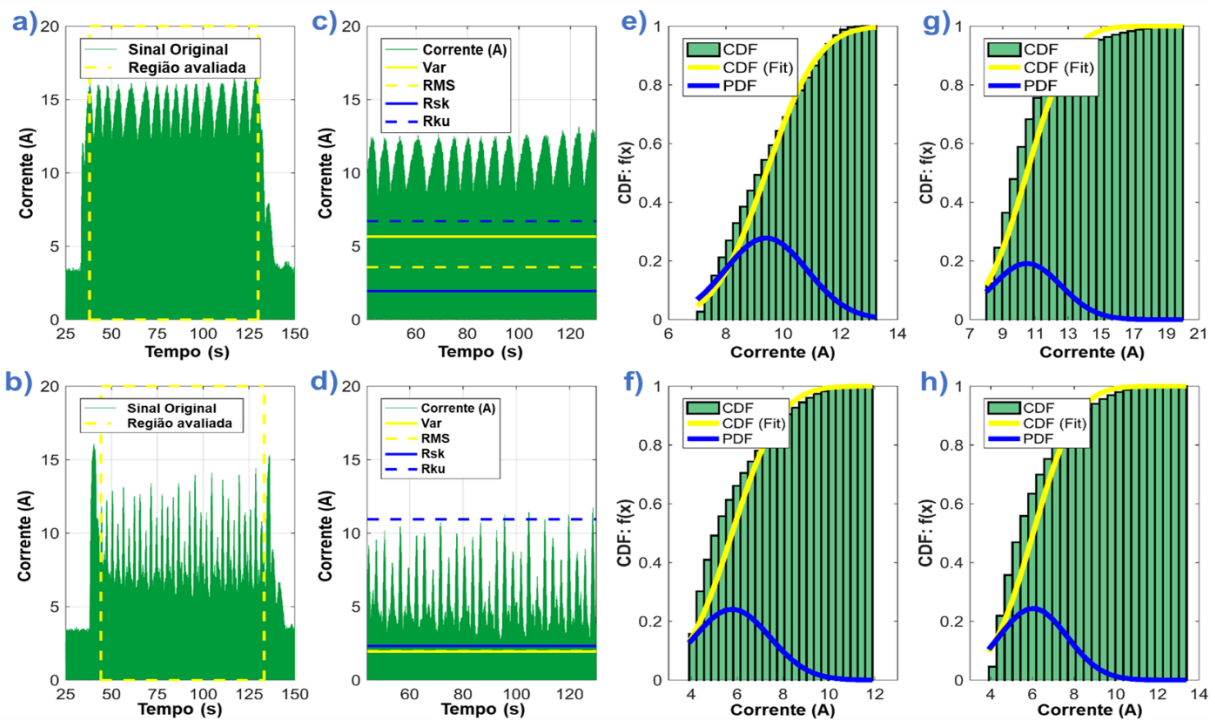 a)
20
15
10
5
0
Corrente (A)
Sinal Original
Região avaliada
25 50 75 100 125 150
Tempo (s)
c)
20
15
10
5
0
Corrente (A)
Corrente (A)
Var
RMS
Rsk
Rku
60 80 100 120
Tempo (s)
e)
1
0.8
0.6
0.4
0.2
0
CDF: f(x)
CDF
CDF (Fit)
PDF
6 8 10 12 14
Corrente (A)
g)
1
0.8
0.6
0.4
0.2
0
CDF: f(x)
CDF
CDF (Fit)
PDF
7 9 11 13 15 17 19 21
Corrente (A)
b)
20
15
10
5
0
Corrente (A)
Sinal Original
Região avaliada
25 50 75 100 125 150
Tempo (s)
d)
20
15
10
5
0
Corrente (A)
Corrente (A)
Var
RMS
Rsk
Rku
60 80 100 120
Tempo (s)
f)
1
0.8
0.6
0.4
0.2
0
CDF: f(x)
CDF
CDF (Fit)
PDF
4 6 8 10 12
Corrente (A)
h)
1
0.8
0.6
0.4
0.2
0
CDF: f(x)
CDF
CDF (Fit)
PDF
4 6 8 10 12 14
Corrente (A)